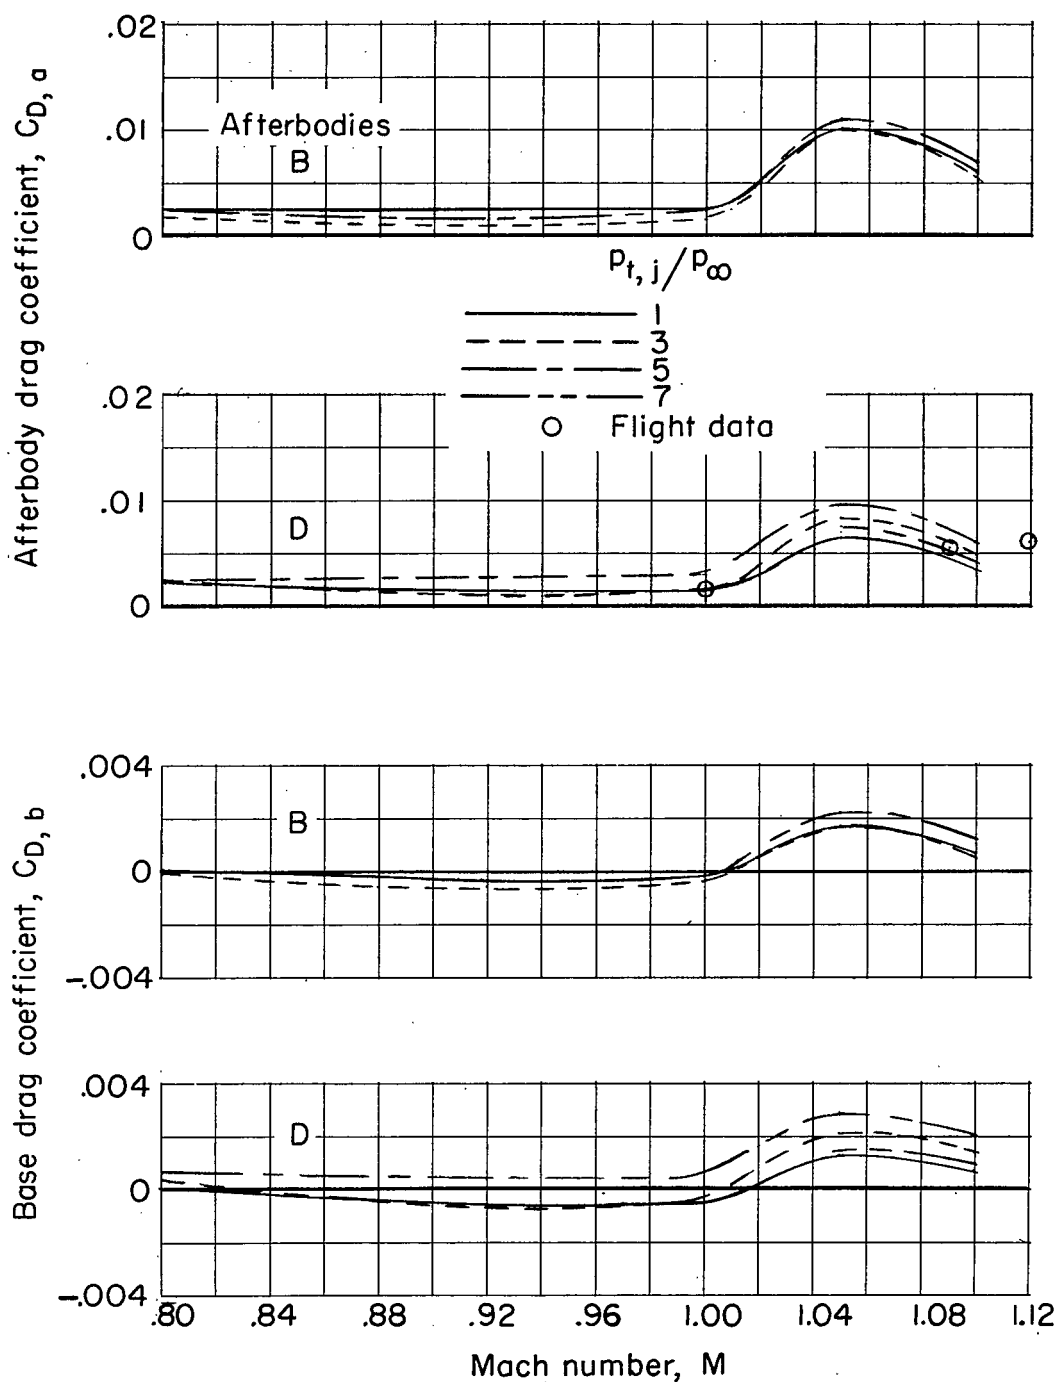 Afterbody drag coefficient, C_D, a
.02
.01
0
Afterbodies
B
p_t, j/p_∞
1
3
5
7
Flight data
.02
.01
0
D
Base drag coefficient, C_D, b
.004
0
-.004
B
.004
0
-.004
D
.80 .84 .88 .92 .96 1.00 1.04 1.08 1.12
Mach number, M